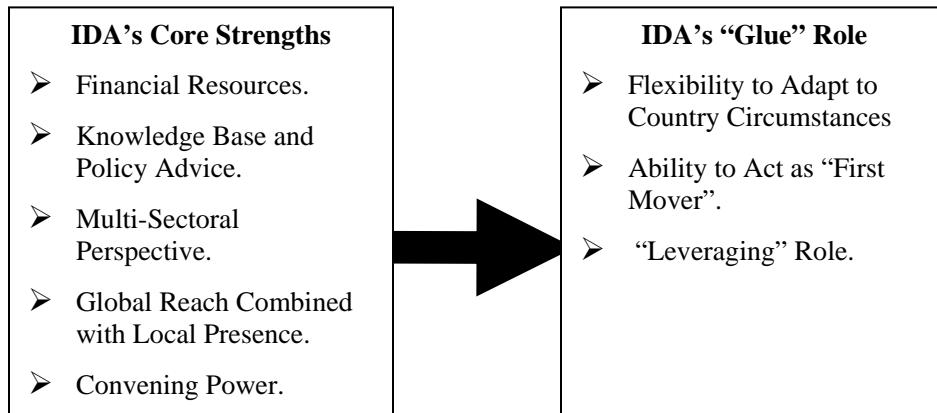 IDA's Core Strengths
➢ Financial Resources.
➢ Knowledge Base and
Policy Advice.
➢ Multi-Sectoral
Perspective.
➢ Global Reach Combined
with Local Presence.
➢ Convening Power.
IDA's “Glue” Role
➢ Flexibility to Adapt to
Country Circumstances
➢ Ability to Act as “First
Mover”.
➢ “Leveraging” Role.